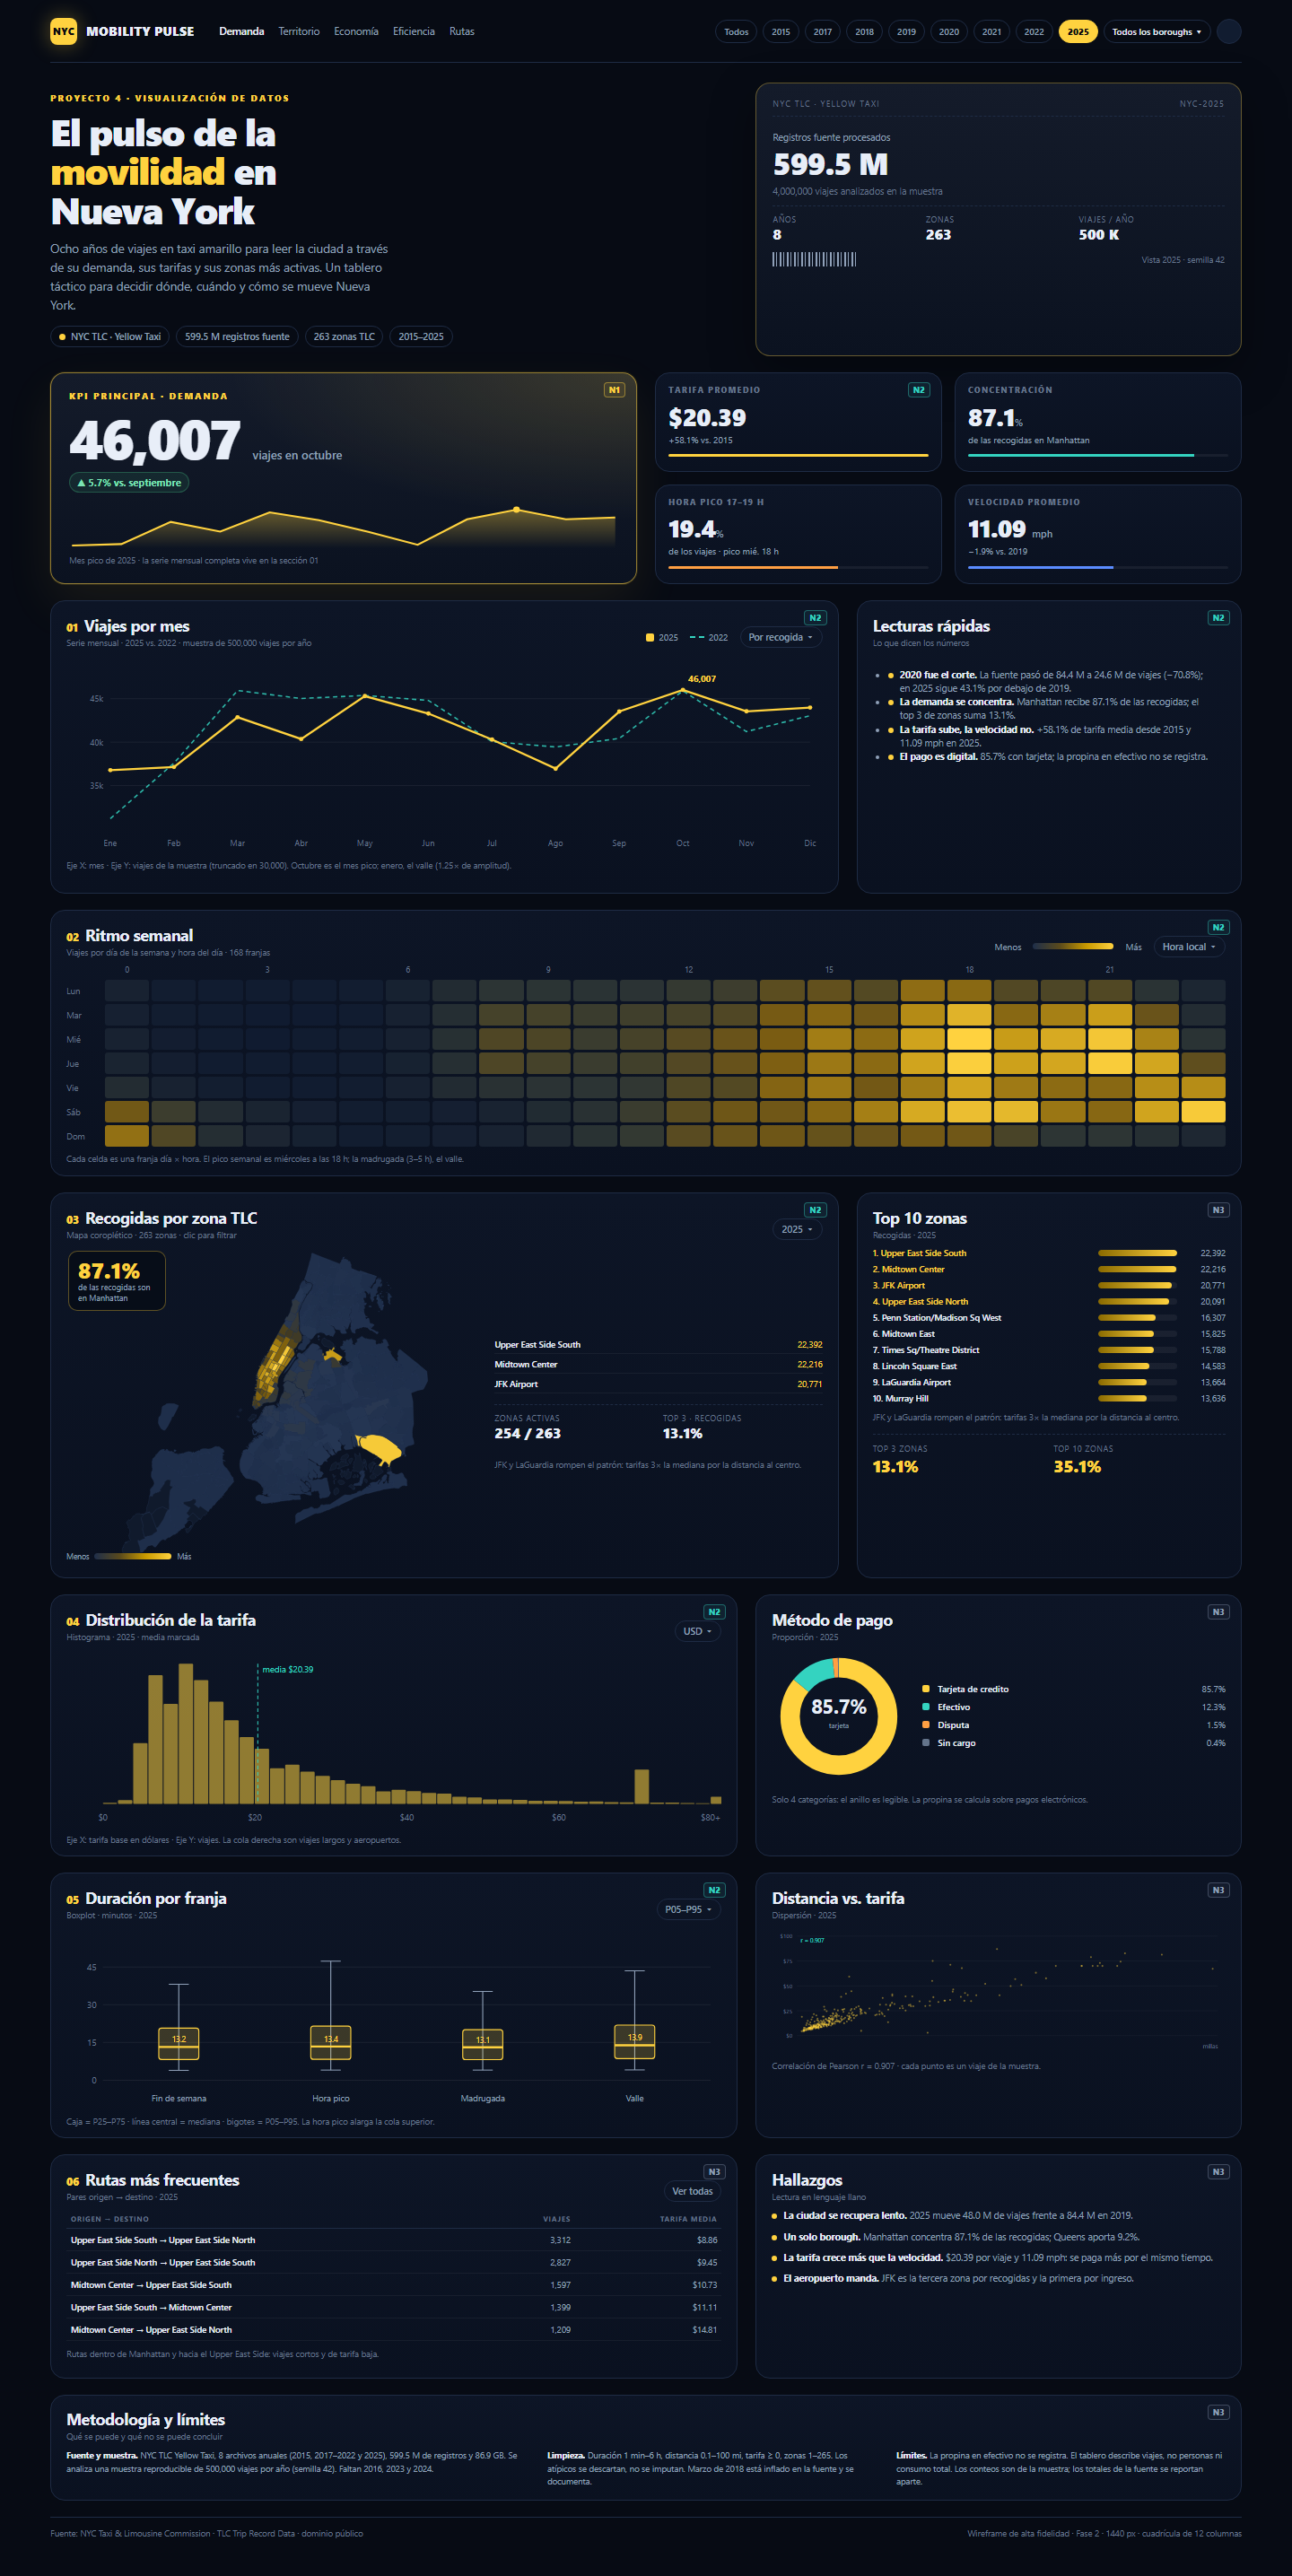 NYC MOBILITY PULSE Demanda Territorio Economía Eficiencia Rutas Todos 2015 2017 2018 2019 2020 2021 2022 2025 Todos los boroughs
PROYECTO 4 · VISUALIZACIÓN DE DATOS
El pulso de la
movilidad en
Nueva York
Ocho años de viajes en taxi amarillo para leer la ciudad a través
de su demanda, sus tarifas y sus zonas más activas. Un tablero
táctico para decidir dónde, cuándo y cómo se mueve Nueva
York.
NYC TLC · Yellow Taxi 599.5 M registros fuente 263 zonas TLC 2015–2025
NYC TLC · YELLOW TAXI NYC-2025
Registros fuente procesados
599.5 M
4,000,000 viajes analizados en la muestra
AÑOS ZONAS VIAJES / AÑO
8 263 500 K
Vista 2025 · semilla 42
KPI PRINCIPAL · DEMANDA N1
46,007 viajes en octubre
▲ 5.7% vs. septiembre
Mes pico de 2025 · la serie mensual completa vive en la sección 01
TARIFA PROMEDIO N2
$20.39
+58.1% vs. 2015
CONCENTRACIÓN
87.1%
de las recogidas en Manhattan
HORA PICO 17–19 H
19.4%
de los viajes · pico mié. 18 h
VELOCIDAD PROMEDIO
11.09 mph
−1.9% vs. 2019
01 Viajes por mes N2
Serie mensual · 2025 vs. 2022 · muestra de 500,000 viajes por año
2025 2022 Por recogida
46,007
45k
40k
35k
Ene Feb Mar Abr May Jun Jul Ago Sep Oct Nov Dic
Eje X: mes · Eje Y: viajes de la muestra (truncado en 30,000). Octubre es el mes pico; enero, el valle (1.25× de amplitud).
Lecturas rápidas N2
Lo que dicen los números
2020 fue el corte. La fuente pasó de 84.4 M a 24.6 M de viajes (−70.8%);
en 2025 sigue 43.1% por debajo de 2019.
La demanda se concentra. Manhattan recibe 87.1% de las recogidas; el
top 3 de zonas suma 13.1%.
La tarifa sube, la velocidad no. +58.1% de tarifa media desde 2015 y
11.09 mph en 2025.
El pago es digital. 85.7% con tarjeta; la propina en efectivo no se registra.
02 Ritmo semanal N2
Viajes por día de la semana y hora del día · 168 franjas
Menos Más Hora local
0 3 6 9 12 15 18 21
Lun
Mar
Mié
Jue
Vie
Sáb
Dom
Cada celda es una franja día × hora. El pico semanal es miércoles a las 18 h; la madrugada (3–5 h), el valle.
03 Recogidas por zona TLC N2
Mapa coroplético · 263 zonas · clic para filtrar
2025
87.1%
de las recogidas son
en Manhattan
Upper East Side South 22,392
Midtown Center 22,216
JFK Airport 20,771
ZONAS ACTIVAS TOP 3 · RECOGIDAS
254 / 263 13.1%
JFK y LaGuardia rompen el patrón: tarifas 3× la mediana por la distancia al centro.
Menos Más
Top 10 zonas N3
Recogidas · 2025
1. Upper East Side South 22,392
2. Midtown Center 22,216
3. JFK Airport 20,771
4. Upper East Side North 20,091
5. Penn Station/Madison Sq West 16,307
6. Midtown East 15,825
7. Times Sq/Theatre District 15,788
8. Lincoln Square East 14,583
9. LaGuardia Airport 13,664
10. Murray Hill 13,636
JFK y LaGuardia rompen el patrón: tarifas 3× la mediana por la distancia al centro.
TOP 3 ZONAS TOP 10 ZONAS
13.1% 35.1%
04 Distribución de la tarifa N2
Histograma · 2025 · media marcada
USD
media $20.39
$0 $20 $40 $60 $80+
Eje X: tarifa base en dólares · Eje Y: viajes. La cola derecha son viajes largos y aeropuertos.
Método de pago N3
Proporción · 2025
85.7%
tarjeta
Tarjeta de credito 85.7%
Efectivo 12.3%
Disputa 1.5%
Sin cargo 0.4%
Solo 4 categorías: el anillo es legible. La propina se calcula sobre pagos electrónicos.
05 Duración por franja N2
Boxplot · minutos · 2025
P05–P95
45
30
15
0
13.2 13.4 13.1 13.9
Fin de semana Hora pico Madrugada Valle
Caja = P25–P75 · línea central = mediana · bigotes = P05–P95. La hora pico alarga la cola superior.
Distancia vs. tarifa N3
Dispersión · 2025
r = 0.907
$100
$75
$50
$25
$0
millas
Correlación de Pearson r = 0.907 · cada punto es un viaje de la muestra.
06 Rutas más frecuentes N3
Pares origen → destino · 2025
Ver todas
ORIGEN → DESTINO VIAJES TARIFA MEDIA
Upper East Side South → Upper East Side North 3,312 $8.86
Upper East Side North → Upper East Side South 2,827 $9.45
Midtown Center → Upper East Side South 1,597 $10.73
Upper East Side South → Midtown Center 1,399 $11.11
Midtown Center → Upper East Side North 1,209 $14.81
Rutas dentro de Manhattan y hacia el Upper East Side: viajes cortos y de tarifa baja.
Hallazgos N3
Lectura en lenguaje llano
La ciudad se recupera lento. 2025 mueve 48.0 M de viajes frente a 84.4 M en 2019.
Un solo borough. Manhattan concentra 87.1% de las recogidas; Queens aporta 9.2%.
La tarifa crece más que la velocidad. $20.39 por viaje y 11.09 mph: se paga más por el mismo tiempo.
El aeropuerto manda. JFK es la tercera zona por recogidas y la primera por ingreso.
Metodología y límites N3
Qué se puede y qué no se puede concluir
Fuente y muestra. NYC TLC Yellow Taxi, 8 archivos anuales (2015, 2017–2022 y 2025), 599.5 M de registros y 86.9 GB. Se
analiza una muestra reproducible de 500,000 viajes por año (semilla 42). Faltan 2016, 2023 y 2024.
Limpieza. Duración 1 min–6 h, distancia 0.1–100 mi, tarifa ≥ 0, zonas 1–265. Los
atípicos se descartan, no se imputan. Marzo de 2018 está inflado en la fuente y se
documenta.
Límites. La propina en efectivo no se registra. El tablero describe viajes, no personas ni
consumo total. Los conteos son de la muestra; los totales de la fuente se reportan
aparte.
Fuente: NYC Taxi & Limousine Commission · TLC Trip Record Data · dominio público
Wireframe de alta fidelidad · Fase 2 · 1440 px · cuadrícula de 12 columnas